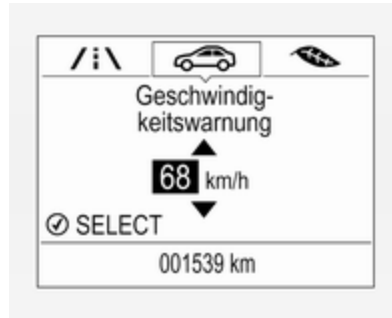 Geschwindig-
keitswarnung
68 km/h
SELECT
001539 km